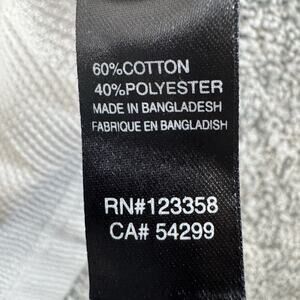 60%COTTON
40%POLYESTER
MADE IN BANGLADESH
FABRIQUE EN BANGLADISH
RN#123358
CA# 54299